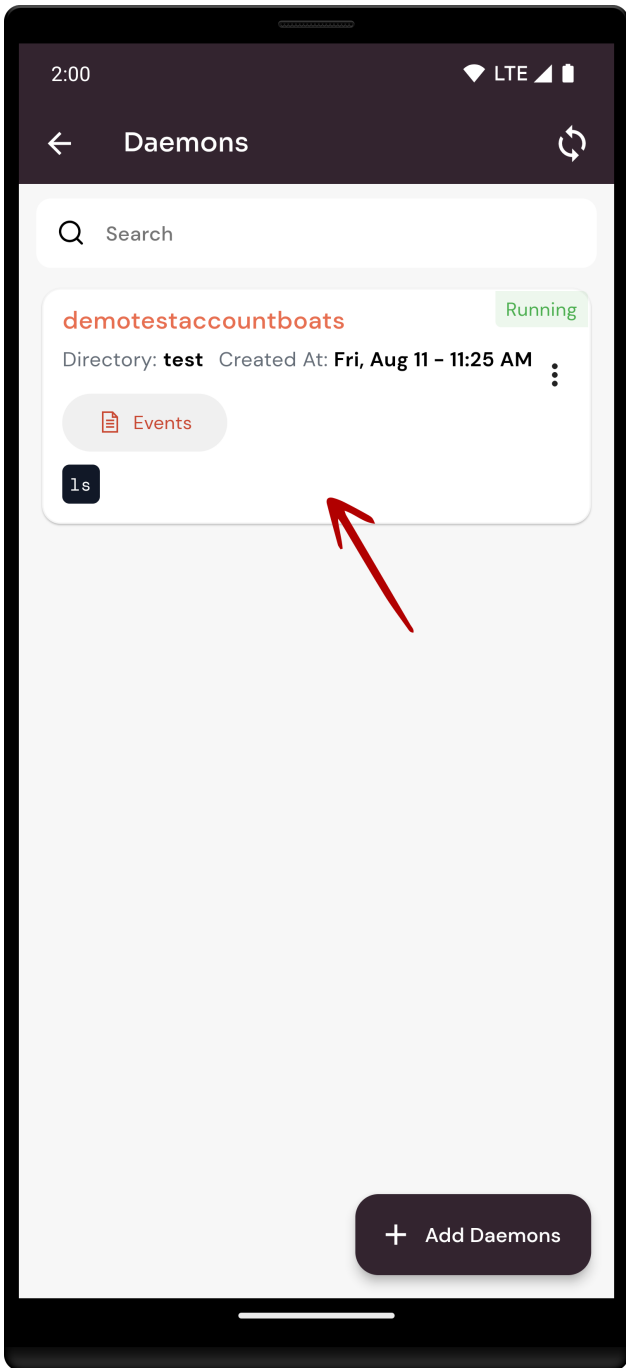 2:00 LTE
Daemons
Search
Running
demotestaccountboats
Directory: test Created At: Fri, Aug 11 - 11:25 AM
Events
ls
Add Daemons